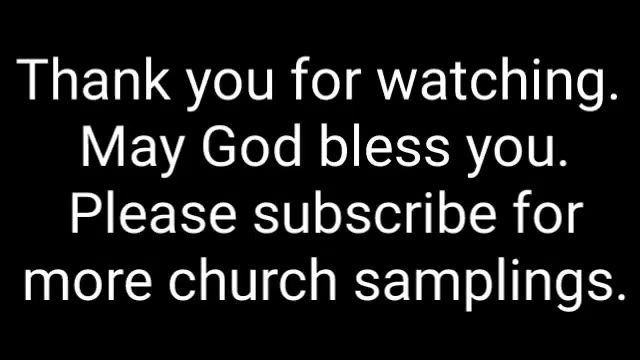 Thank you for watching.
May God bless you.
Please subscribe for
more church samplings.